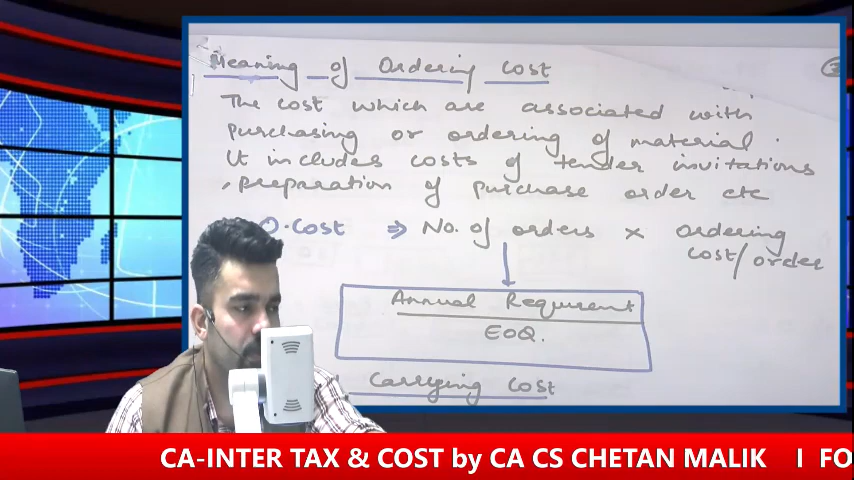 Meaning of Ordering cost
The cost which are associated with
purchasing or ordering of material.
It includes costs of tender invitations
, preparation of purchase order etc
O.cost ⇒ No. of orders × Ordering
cost/order
Annual Requirement
EOQ.
Carrying cost
CA-INTER TAX & COST by CA CS CHETAN MALIK I FO